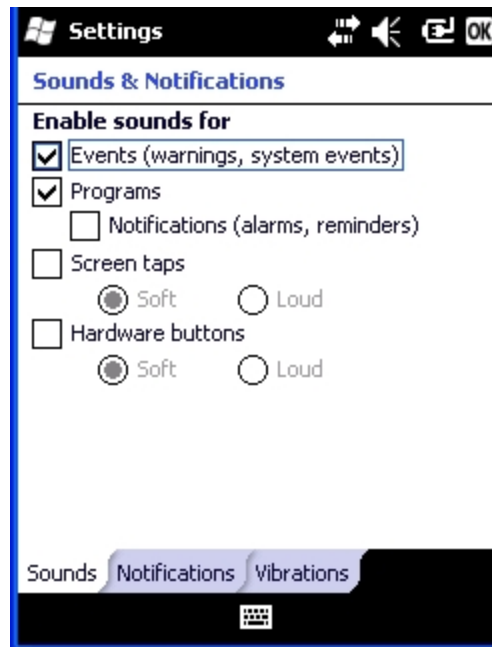 Settings OK
Sounds & Notifications
Enable sounds for
Events (warnings, system events)
Programs
Notifications (alarms, reminders)
Screen taps
Soft Loud
Hardware buttons
Soft Loud
Sounds Notifications Vibrations